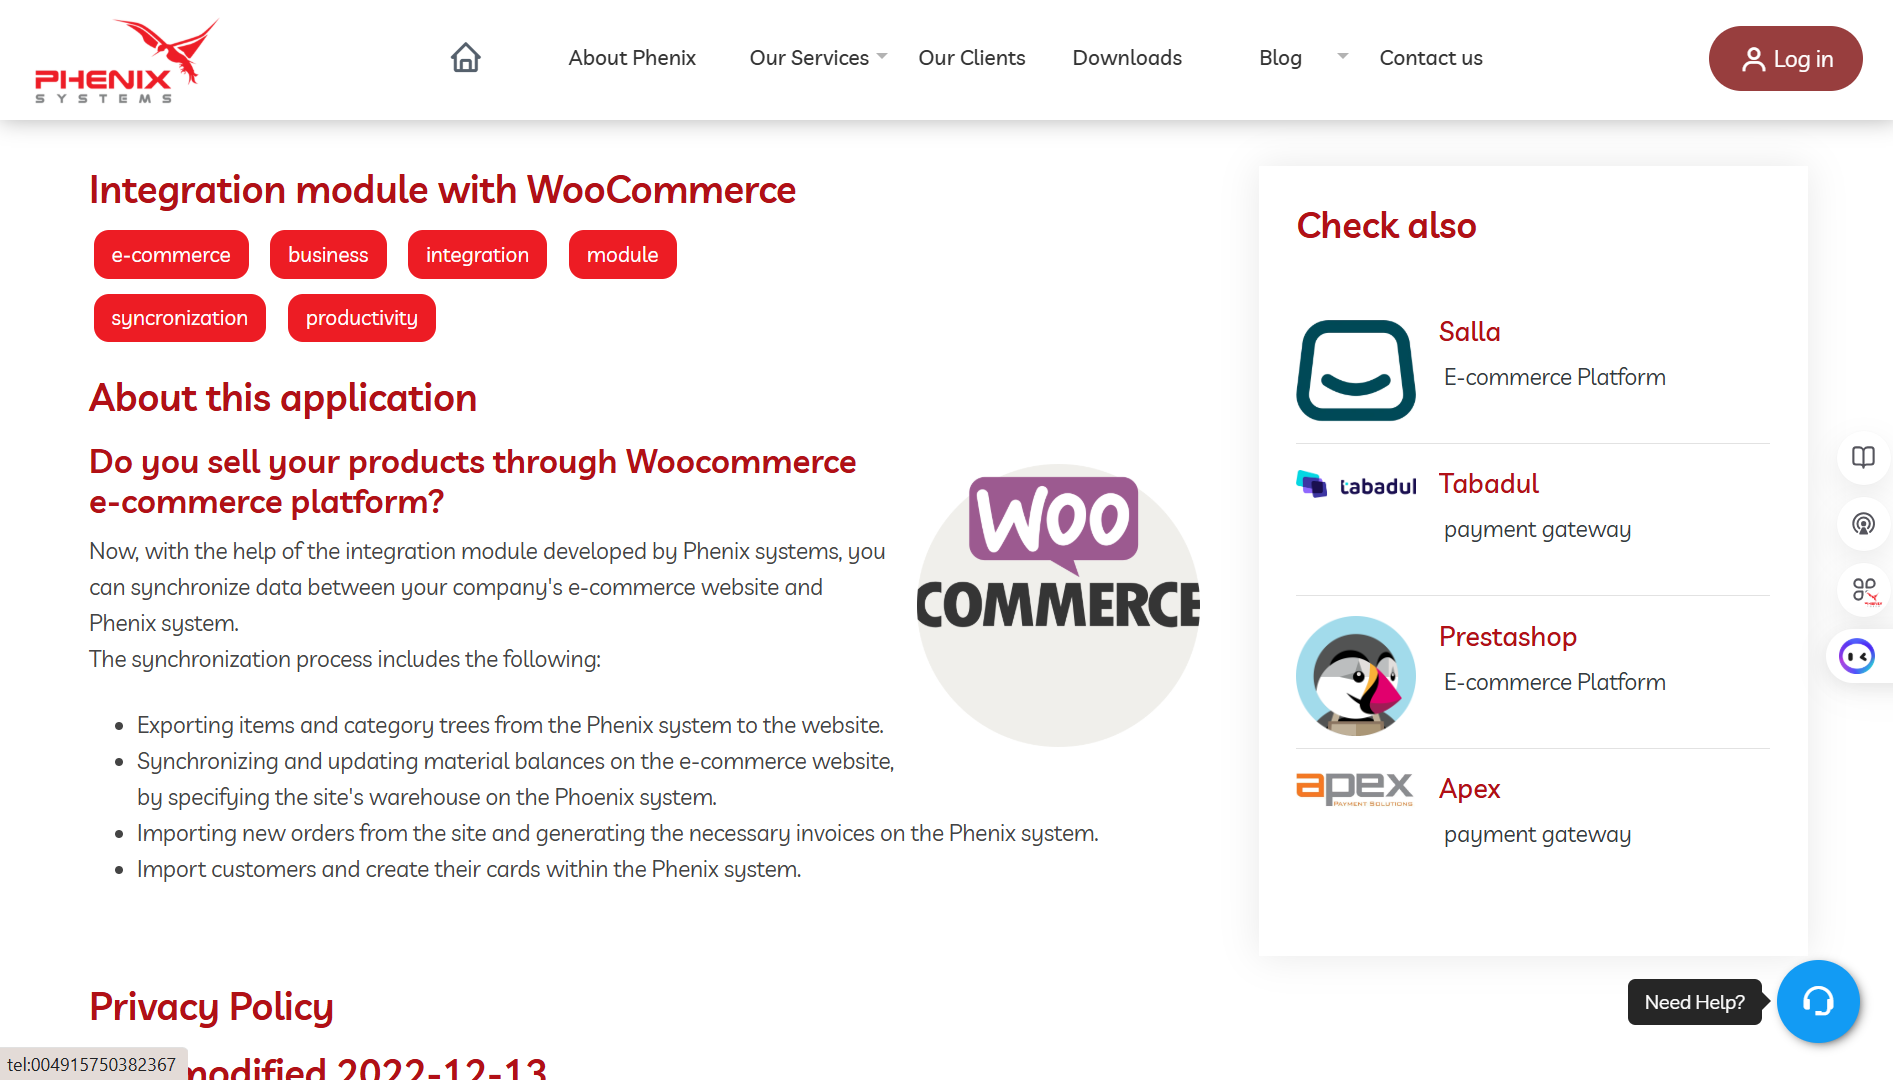 PHENIX
SYSTEMS
About Phenix
Our Services
Our Clients
Downloads
Blog
Contact us
Log in
Integration module with WooCommerce
e-commerce
business
integration
module
syncronization
productivity
About this application
Do you sell your products through Woocommerce
e-commerce platform?
Now, with the help of the integration module developed by Phenix systems, you
can synchronize data between your company's e-commerce website and
Phenix system.
The synchronization process includes the following:
Exporting items and category trees from the Phenix system to the website.
Synchronizing and updating material balances on the e-commerce website,
by specifying the site's warehouse on the Phoenix system.
Importing new orders from the site and generating the necessary invoices on the Phenix system.
Import customers and create their cards within the Phenix system.
WOO
COMMERCE
Privacy Policy
modified 2022-12-13
tel:004915750382367
Check also
Salla
E-commerce Platform
tabadul
Tabadul
payment gateway
Prestashop
E-commerce Platform
apex
PAYMENT SOLUTIONS
Apex
payment gateway
Need Help?